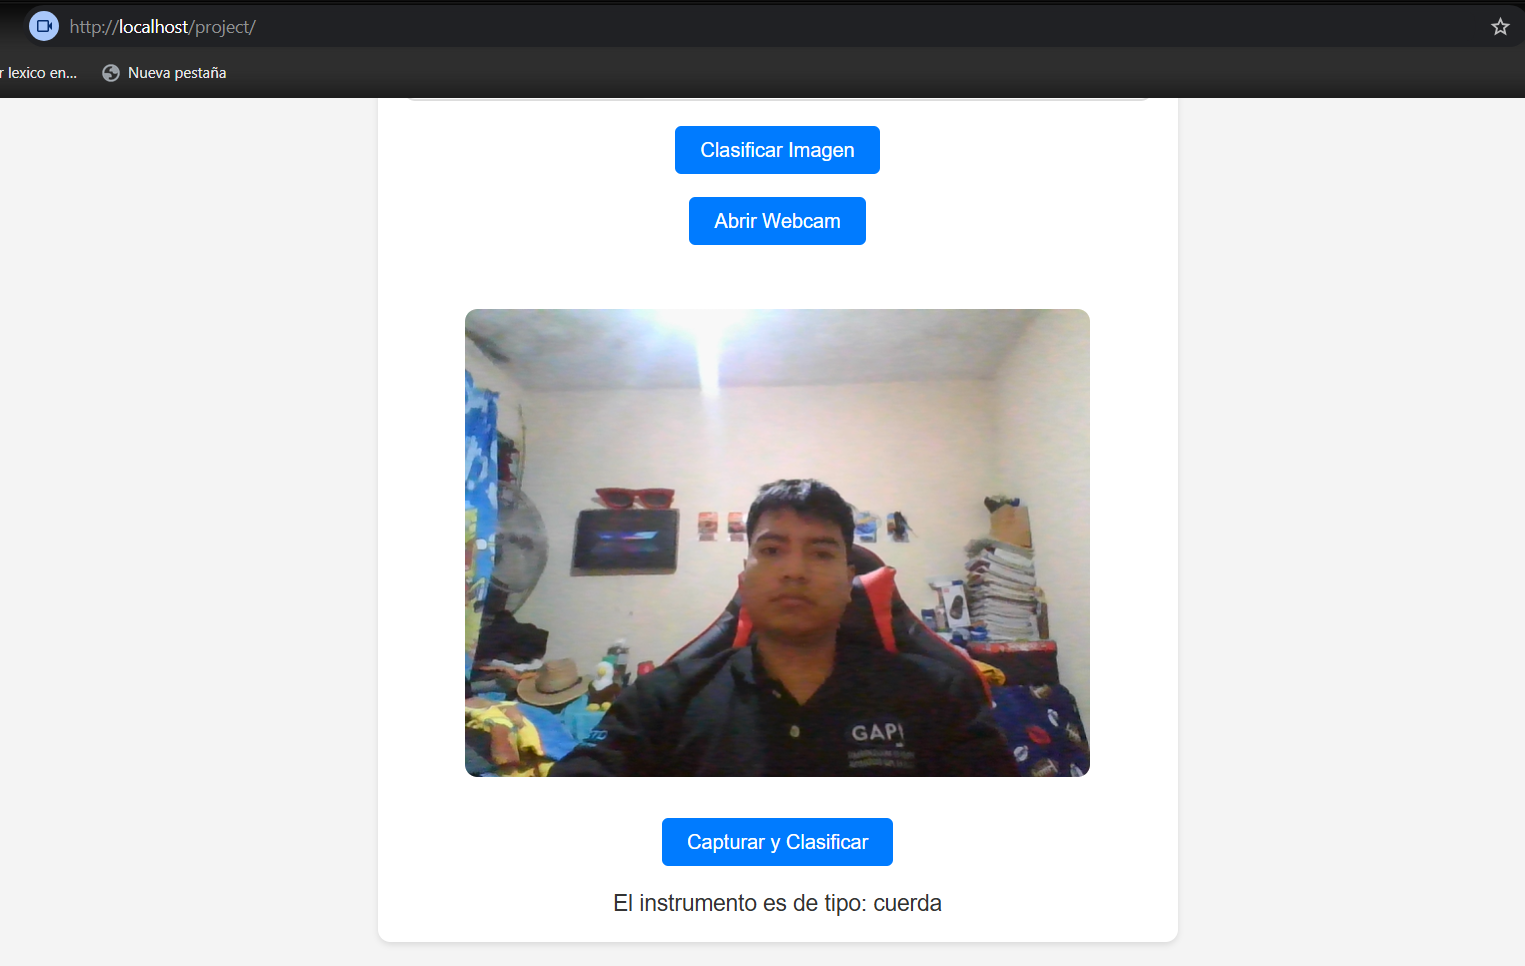 http://localhost/project/
r lexico en...
Nueva pestaña
Clasificar Imagen
Abrir Webcam
GAPI
Capturar y Clasificar
El instrumento es de tipo: cuerda